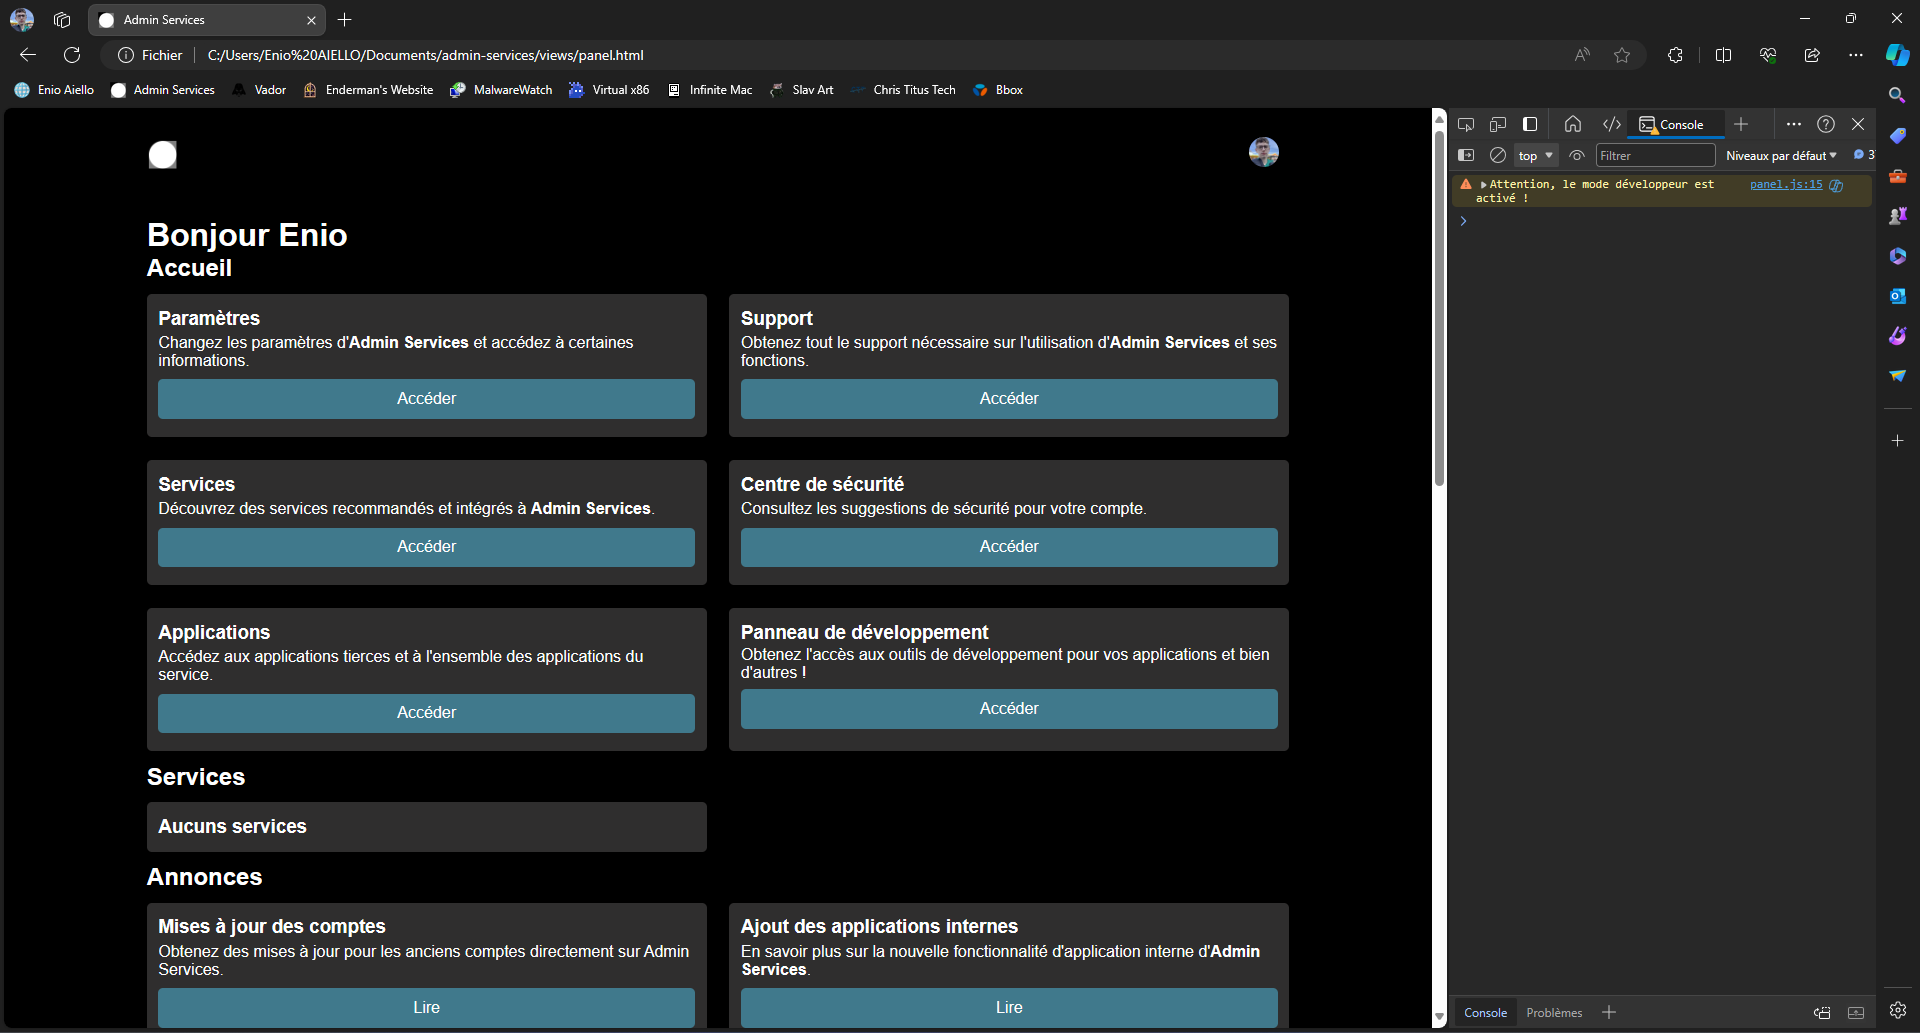 Admin Services
Fichier
C:/Users/Enio%20AIELLO/Documents/admin-services/views/panel.html
Enio Aiello
Admin Services
Vador
Enderman's Website
MalwareWatch
Virtual x86
Infinite Mac
Slav Art
Chris Titus Tech
Bbox
Bonjour Enio
Accueil
Paramètres
Changez les paramètres d'Admin Services et accédez à certaines
informations.
Accéder
Support
Obtenez tout le support nécessaire sur l'utilisation d'Admin Services et ses
fonctions.
Accéder
Services
Découvrez des services recommandés et intégrés à Admin Services.
Accéder
Centre de sécurité
Consultez les suggestions de sécurité pour votre compte.
Accéder
Applications
Accédez aux applications tierces et à l'ensemble des applications du
service.
Accéder
Panneau de développement
Obtenez l'accès aux outils de développement pour vos applications et bien
d'autres !
Accéder
Services
Aucuns services
Annonces
Mises à jour des comptes
Obtenez des mises à jour pour les anciens comptes directement sur Admin
Services.
Lire
Ajout des applications internes
En savoir plus sur la nouvelle fonctionnalité d'application interne d'Admin
Services.
Lire
Console
top
Filtrer
Niveaux par défaut
3
Attention, le mode développeur est
activé !
panel.js:15
Console
Problèmes